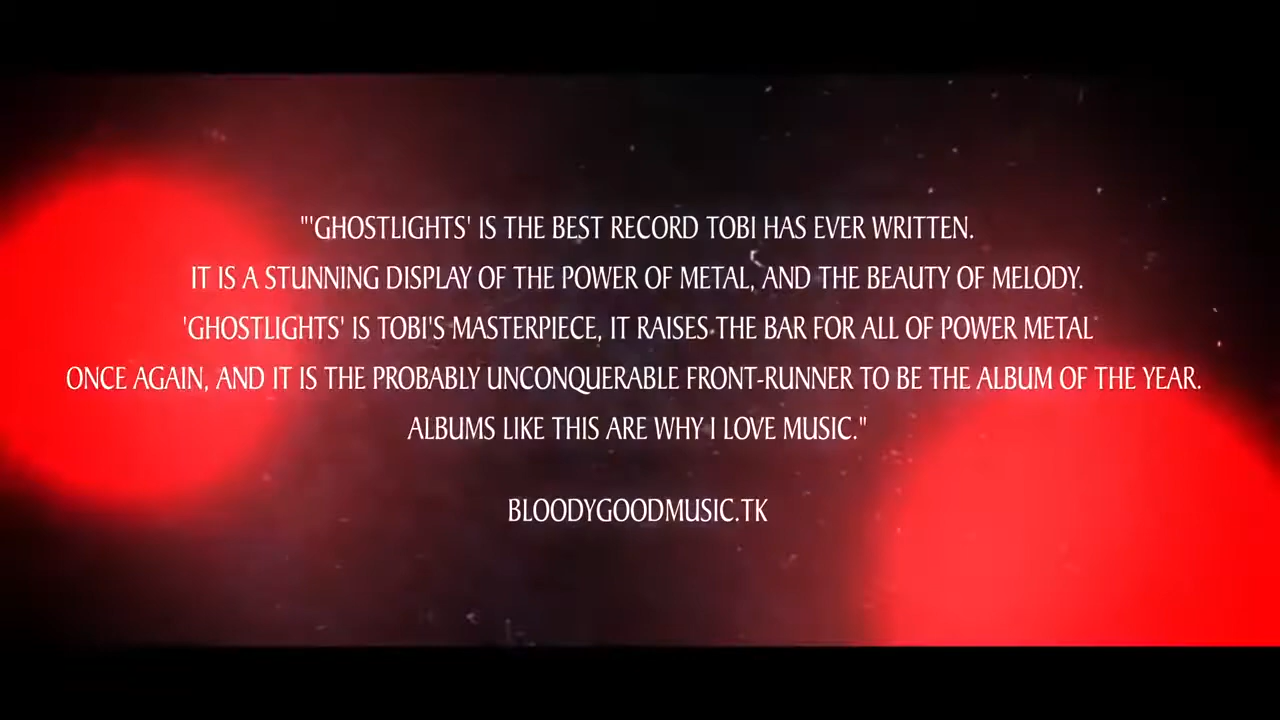 "'GHOSTLIGHTS' IS THE BEST RECORD TOBI HAS EVER WRITTEN.
IT IS A STUNNING DISPLAY OF THE POWER OF METAL, AND THE BEAUTY OF MELODY.
'GHOSTLIGHTS' IS TOBI'S MASTERPIECE, IT RAISES THE BAR FOR ALL OF POWER METAL
ONCE AGAIN, AND IT IS THE PROBABLY UNCONQUERABLE FRONT-RUNNER TO BE THE ALBUM OF THE YEAR.
ALBUMS LIKE THIS ARE WHY I LOVE MUSIC."
BLOODYGOODMUSIC.TK